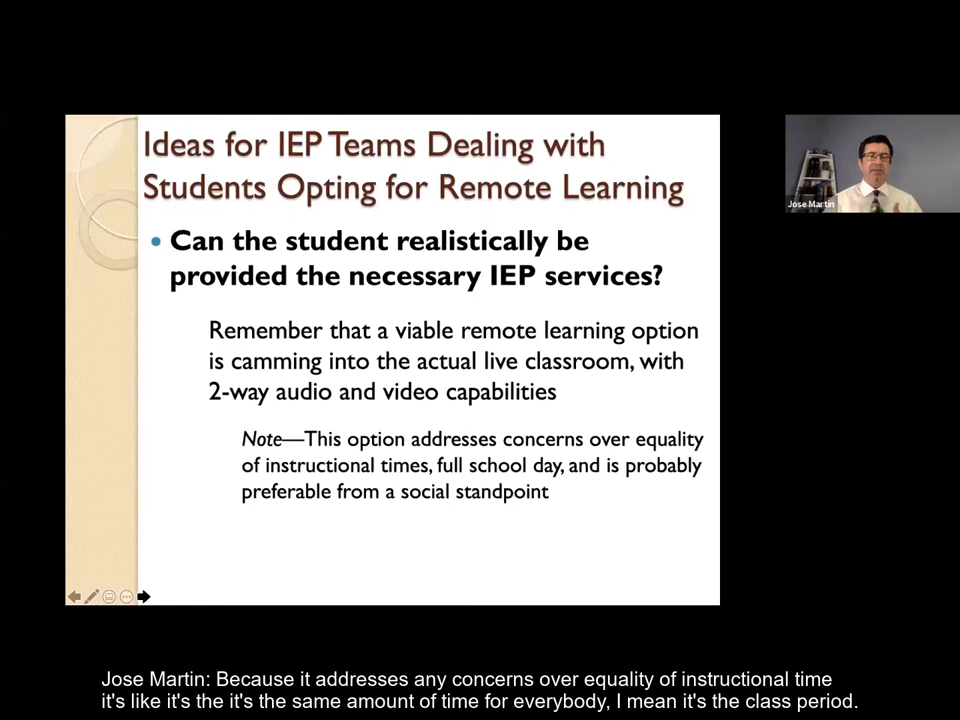 Ideas for IEP Teams Dealing with
Students Opting for Remote Learning
• Can the student realistically be
provided the necessary IEP services?
Remember that a viable remote learning option
is camming into the actual live classroom, with
2-way audio and video capabilities
Note—This option addresses concerns over equality
of instructional times, full school day, and is probably
preferable from a social standpoint
Jose Martin
Jose Martin: Because it addresses any concerns over equality of instructional time
it's like it's the it's the same amount of time for everybody, I mean it's the class period.